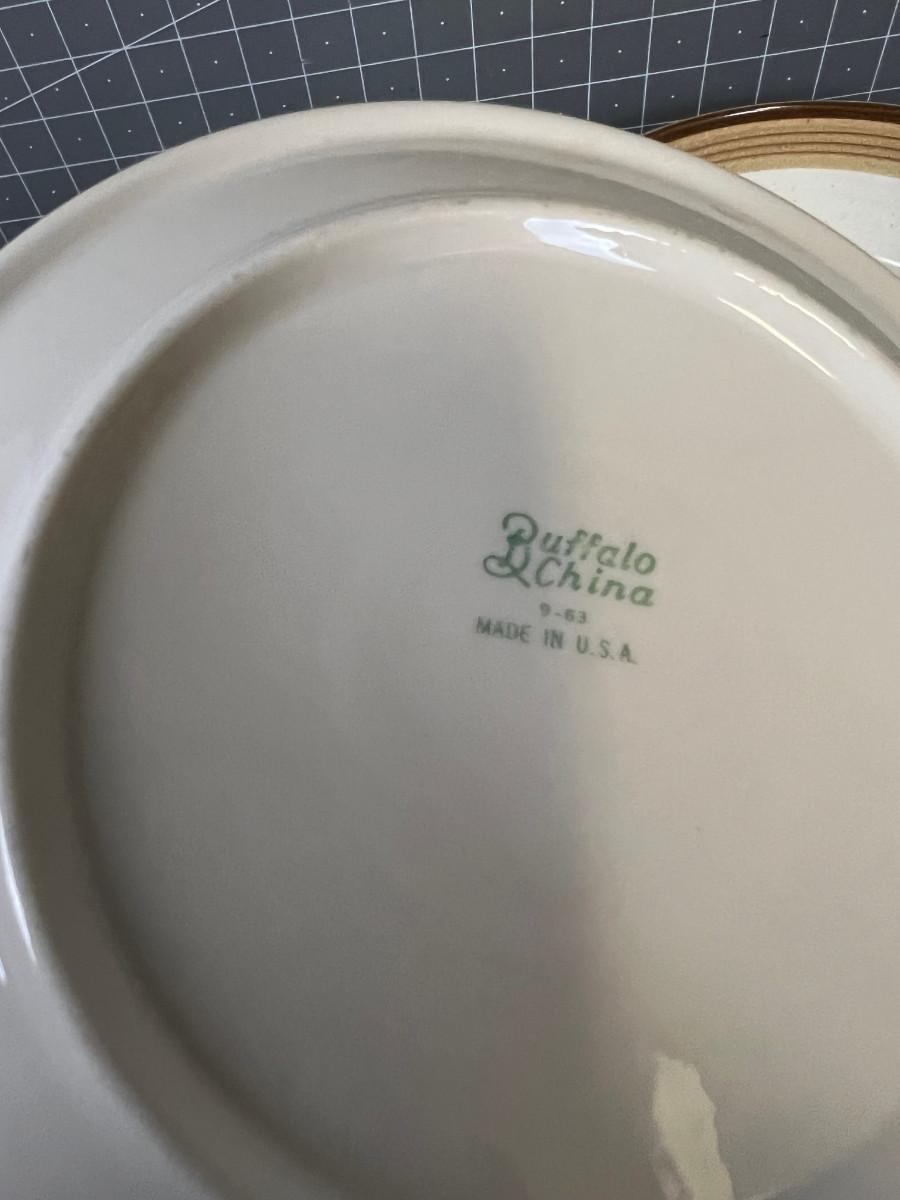 Buffalo
China
9-63
MADE IN U.S.A.